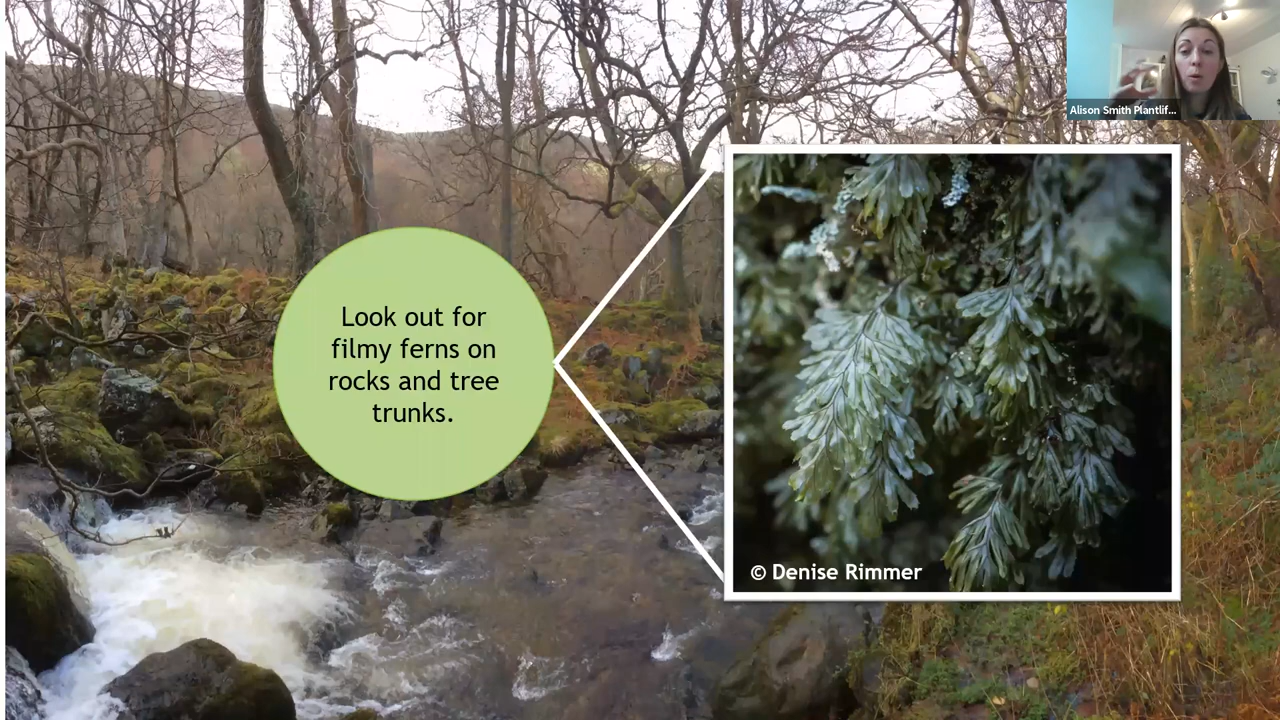 Alison Smith Plantlif...
Look out for
filmy ferns on
rocks and tree
trunks.
© Denise Rimmer